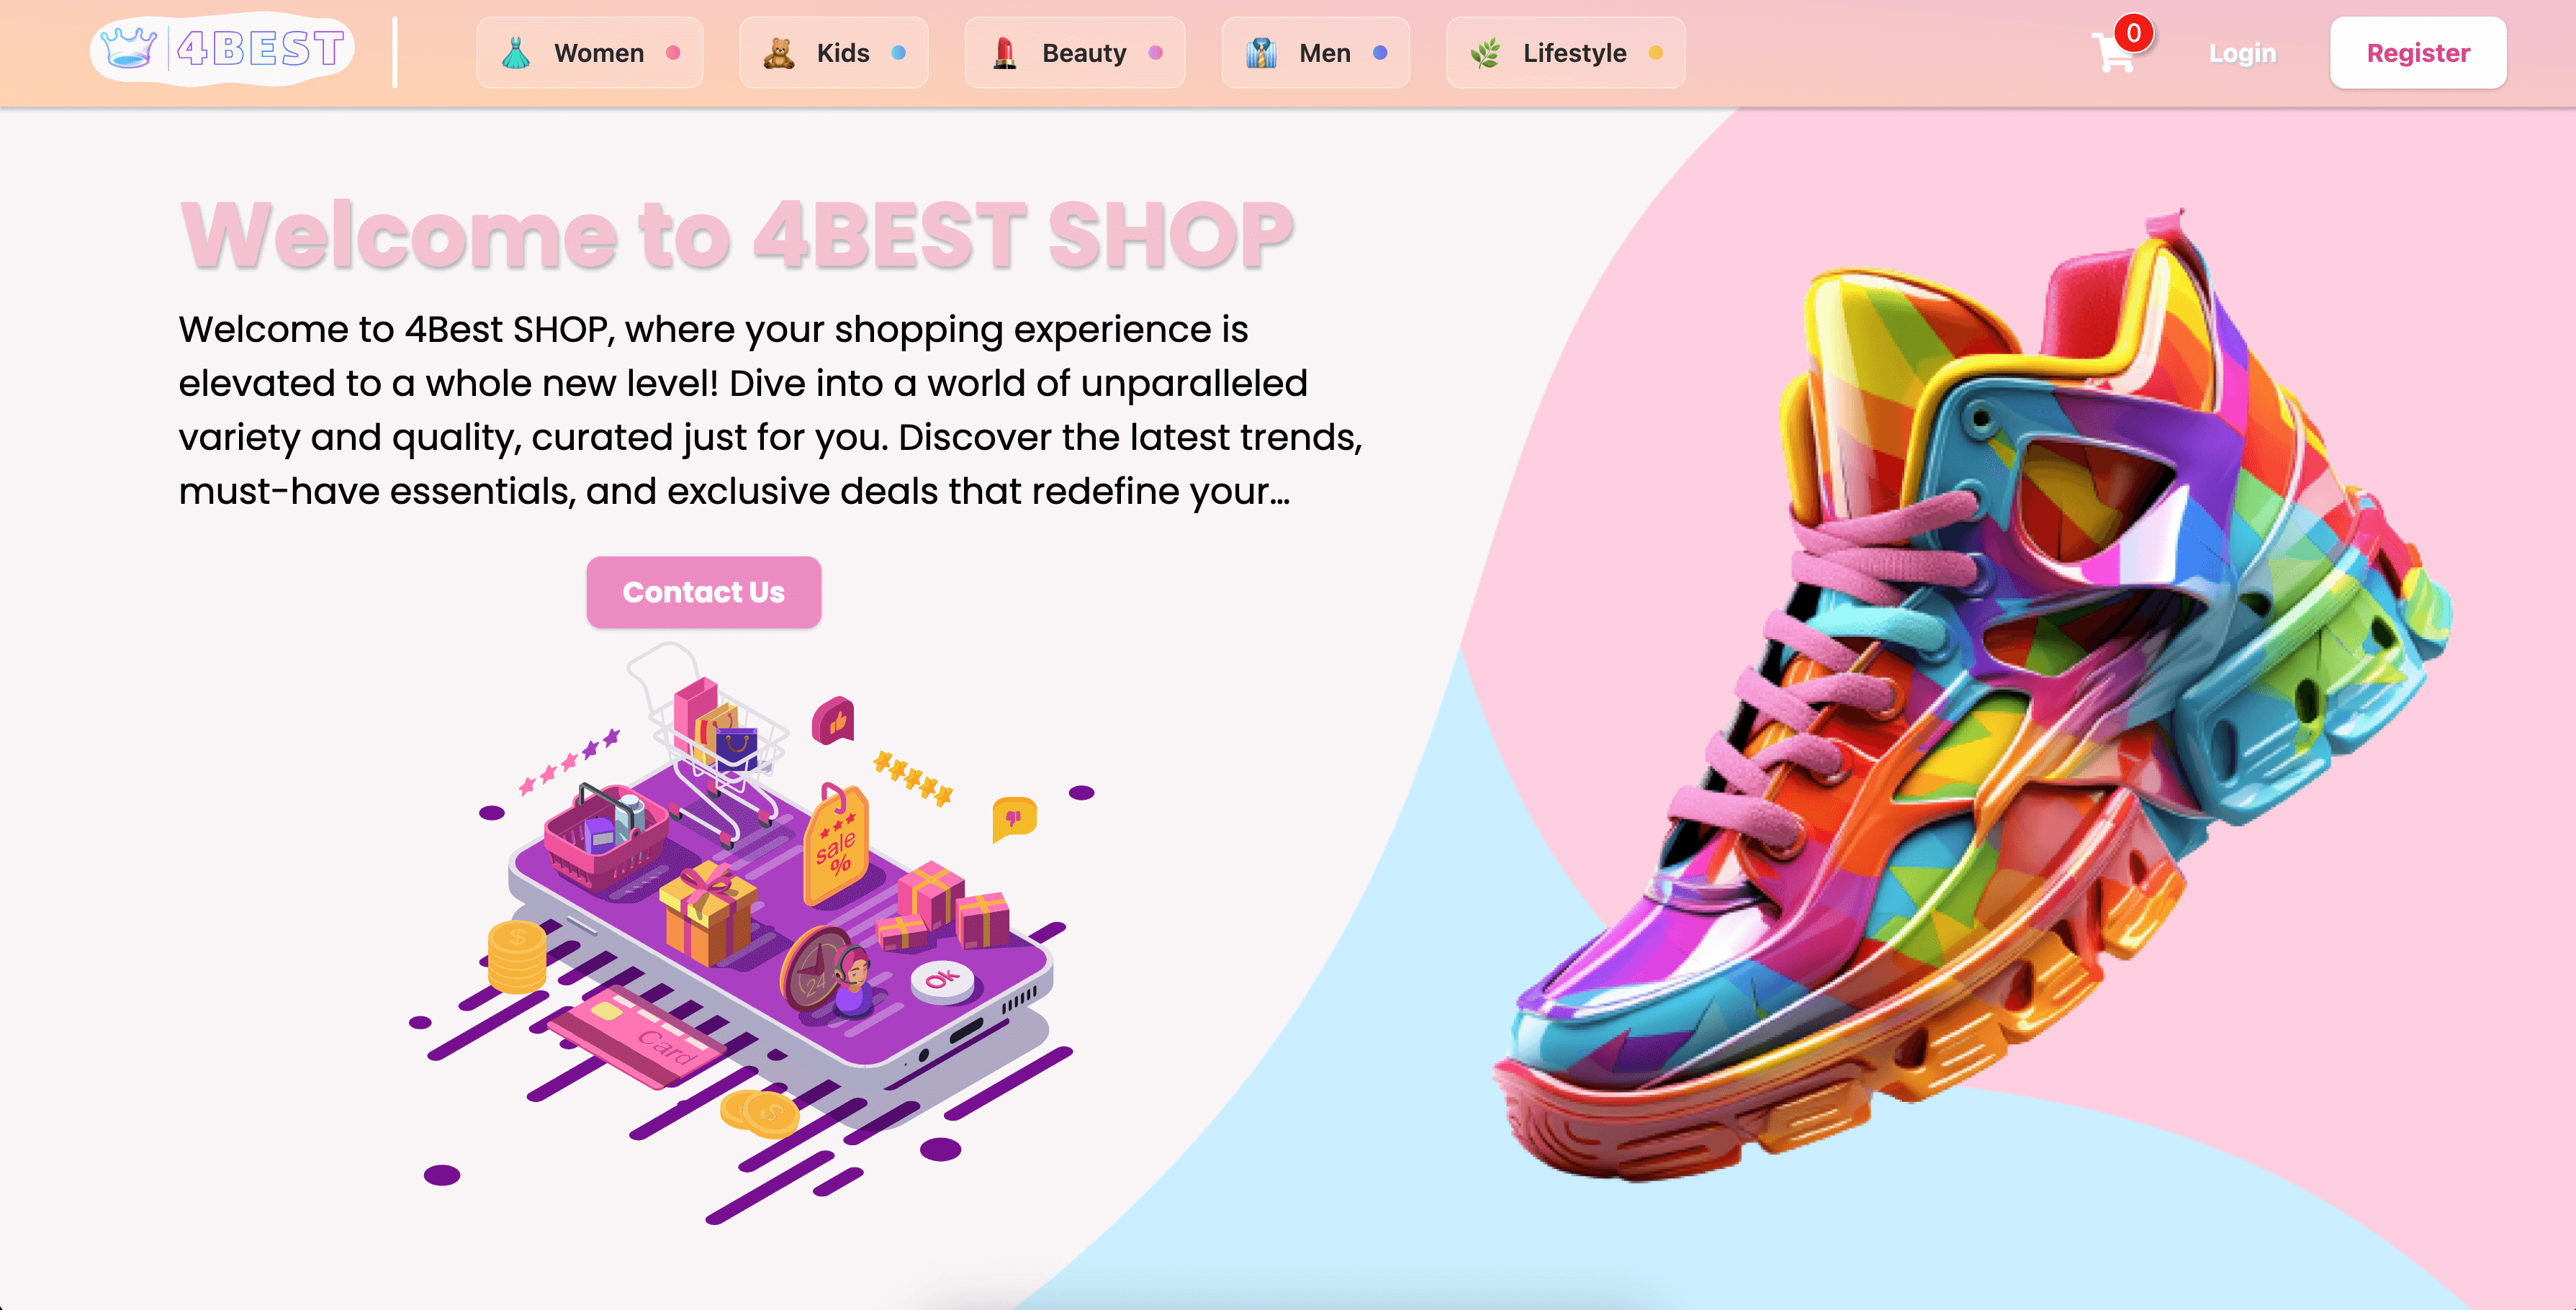 4BEST
Women
Kids
Beauty
Men
Lifestyle
0
Login
Register
Welcome to 4BEST SHOP
Welcome to 4Best SHOP, where your shopping experience is
elevated to a whole new level! Dive into a world of unparalleled
variety and quality, curated just for you. Discover the latest trends,
must-have essentials, and exclusive deals that redefine your...
Contact Us
sale
%
24
Ok
Card
$
$